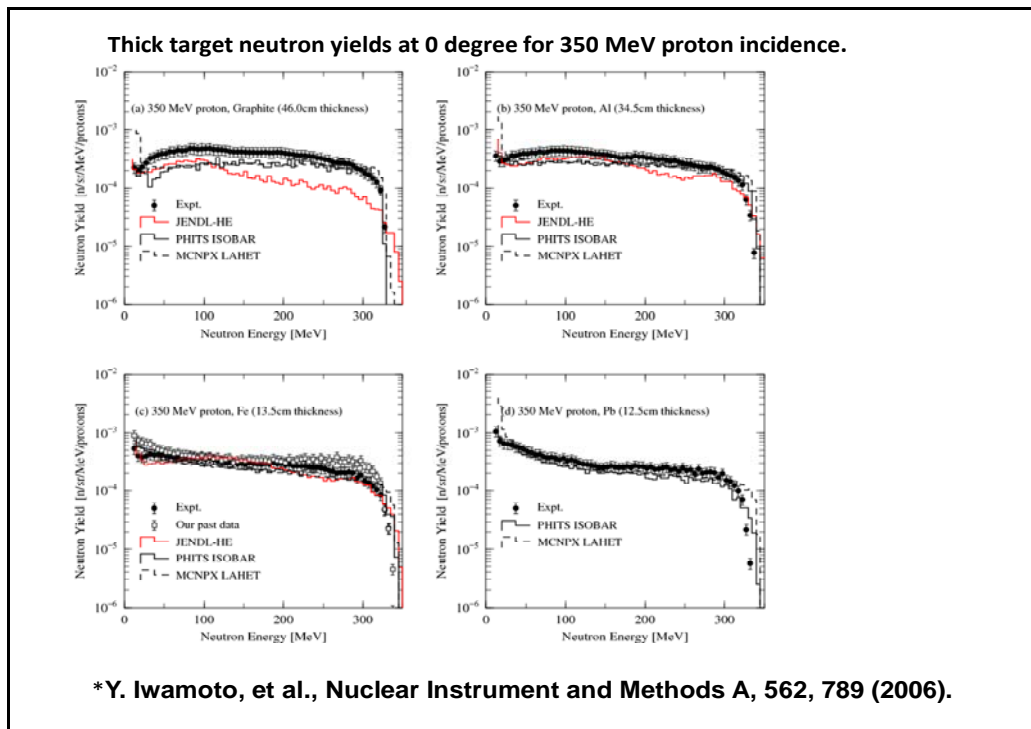 Thick target neutron yields at 0 degree for 350 MeV proton incidence.
(a) 350 MeV proton, Graphite (46.0cm thickness)
Neutron Yield [n/sr/MeV/protons]
10-2
10-3
10-4
10-5
10-6
Expt.
JENDL-HE
PHITS ISOBAR
MCNPX LAHET
0 100 200 300
Neutron Energy [MeV]
(b) 350 MeV proton, Al (34.5cm thickness)
Neutron Yield [n/sr/MeV/protons]
10-2
10-3
10-4
10-5
10-6
Expt.
JENDL-HE
PHITS ISOBAR
MCNPX LAHET
0 100 200 300
Neutron Energy [MeV]
(c) 350 MeV proton, Fe (13.5cm thickness)
Neutron Yield [n/sr/MeV/protons]
10-2
10-3
10-4
10-5
10-6
Expt.
Our past data
JENDL-HE
PHITS ISOBAR
MCNPX LAHET
0 100 200 300
Neutron Energy [MeV]
(d) 350 MeV proton, Pb (12.5cm thickness)
Neutron Yield [n/sr/MeV/protons]
10-2
10-3
10-4
10-5
10-6
Expt.
PHITS ISOBAR
MCNPX LAHET
0 100 200 300
Neutron Energy [MeV]
*Y. Iwamoto, et al., Nuclear Instrument and Methods A, 562, 789 (2006).